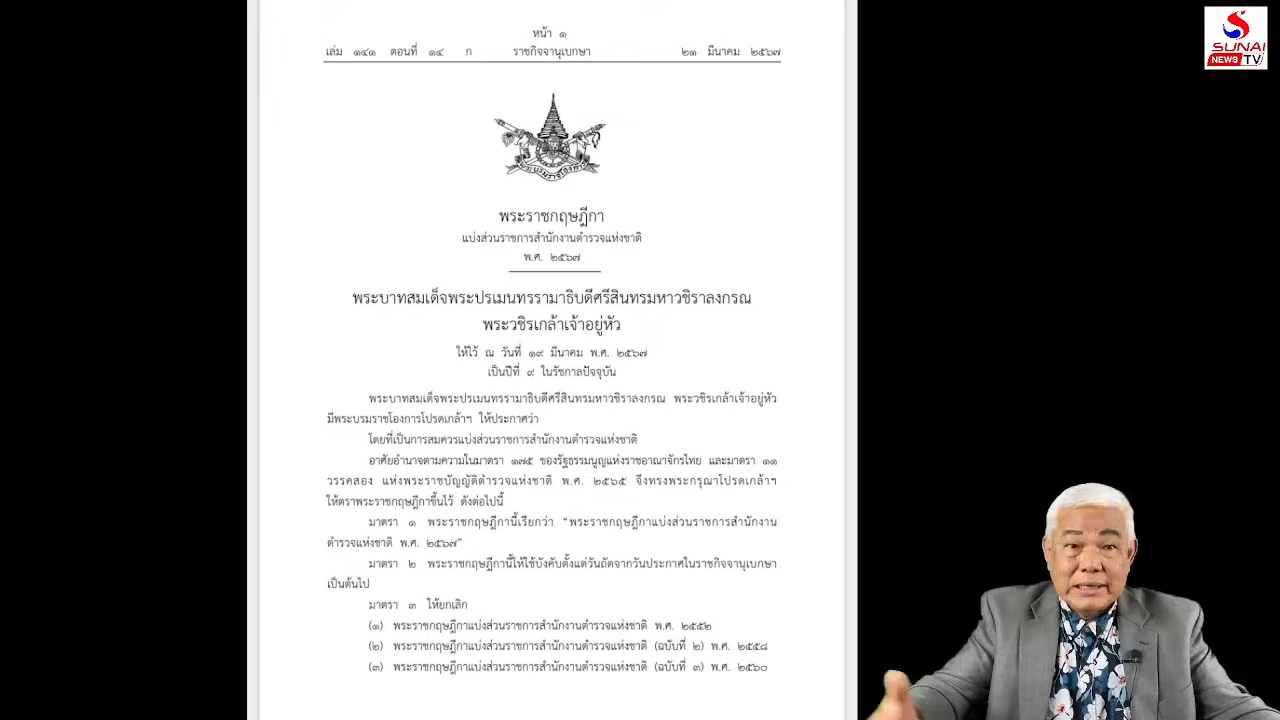 หน้า ๑
เล่ม ๑๔๑ ตอนที่ ๑๔ ก ราชกิจจานุเบกษา ๒๑ มีนาคม ๒๕๖๗
SUNAI
NEWS TV
พระบรมราชโองการ
พระราชกฤษฎีกา
แบ่งส่วนราชการสำนักงานตำรวจแห่งชาติ
พ.ศ. ๒๕๖๗
พระบาทสมเด็จพระปรเมนทรรามาธิบดีศรีสินทรมหาวชิราลงกรณ
พระวชิรเกล้าเจ้าอยู่หัว
ให้ไว้ ณ วันที่ ๑๙ มีนาคม พ.ศ. ๒๕๖๗
เป็นปีที่ ๙ ในรัชกาลปัจจุบัน
พระบาทสมเด็จพระปรเมนทรรามาธิบดีศรีสินทรมหาวชิราลงกรณ พระวชิรเกล้าเจ้าอยู่หัว
มีพระบรมราชโองการโปรดเกล้าฯ ให้ประกาศว่า
โดยที่เป็นการสมควรแบ่งส่วนราชการสำนักงานตำรวจแห่งชาติ
อาศัยอำนาจตามความในมาตรา ๑๗๕ ของรัฐธรรมนูญแห่งราชอาณาจักรไทย และมาตรา ๑๑
วรรคสอง แห่งพระราชบัญญัติตำรวจแห่งชาติ พ.ศ. ๒๕๖๕ จึงทรงพระกรุณาโปรดเกล้าฯ
ให้ตราพระราชกฤษฎีกาขึ้นไว้ ดังต่อไปนี้
มาตรา ๑ พระราชกฤษฎีกานี้เรียกว่า “พระราชกฤษฎีกาแบ่งส่วนราชการสำนักงาน
ตำรวจแห่งชาติ พ.ศ. ๒๕๖๗”
มาตรา ๒ พระราชกฤษฎีกานี้ให้ใช้บังคับตั้งแต่วันถัดจากวันประกาศในราชกิจจานุเบกษา
เป็นต้นไป
มาตรา ๓ ให้ยกเลิก
(๑) พระราชกฤษฎีกาแบ่งส่วนราชการสำนักงานตำรวจแห่งชาติ พ.ศ. ๒๕๕๒
(๒) พระราชกฤษฎีกาแบ่งส่วนราชการสำนักงานตำรวจแห่งชาติ (ฉบับที่ ๒) พ.ศ. ๒๕๕๘
(๓) พระราชกฤษฎีกาแบ่งส่วนราชการสำนักงานตำรวจแห่งชาติ (ฉบับที่ ๓) พ.ศ. ๒๕๖๐